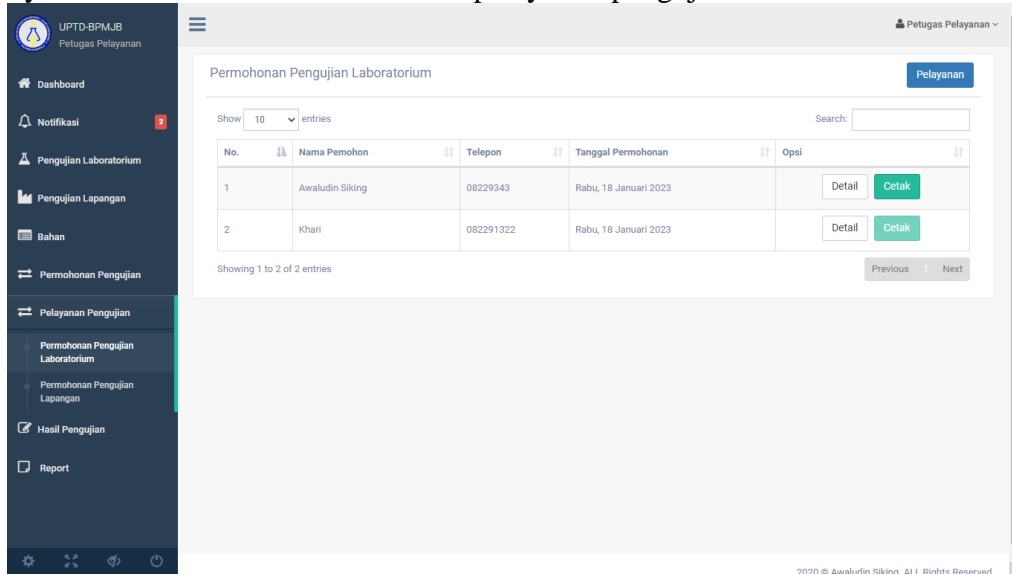 UPTD-BPMJB
Petugas Pelayanan
Petugas Pelayanan
Dashboard
Notifikasi 2
Pengujian Laboratorium
Pengujian Lapangan
Bahan
Permohonan Pengujian
Pelayanan Pengujian
Permohonan Pengujian
Laboratorium
Permohonan Pengujian
Lapangan
Hasil Pengujian
Report
Permohonan Pengujian Laboratorium
Pelayanan
Show 10 entries
Search:
No. Nama Pemohon Telepon Tanggal Permohonan Opsi
1 Awaludin Siking 08229343 Rabu, 18 Januari 2023 Detail Cetak
2 Khari 082291322 Rabu, 18 Januari 2023 Detail Cetak
Showing 1 to 2 of 2 entries
Previous 1 Next
2020 © Awaludin Siking. ALL Rights Reserved